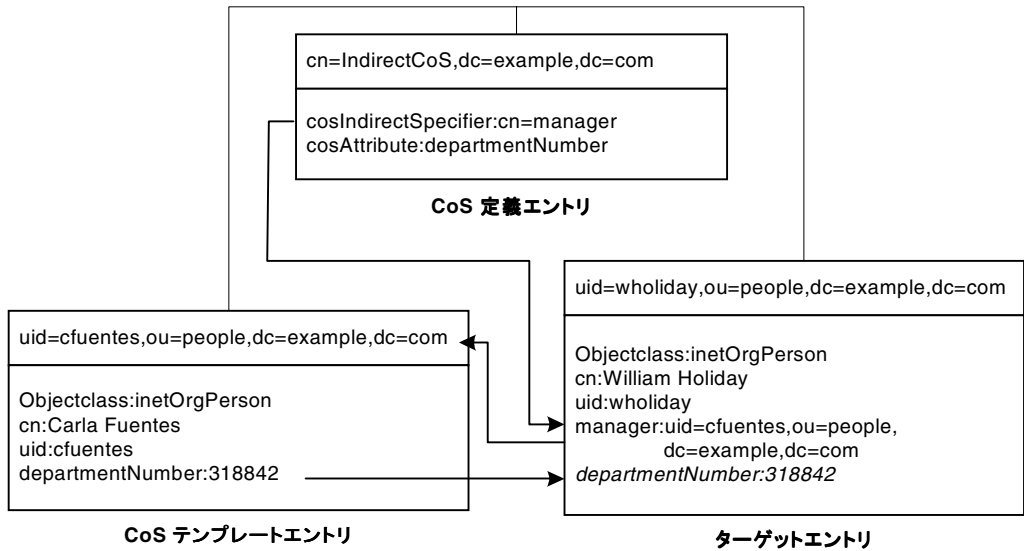 cn=IndirectCoS,dc=example,dc=com
cosIndirectSpecifier:cn=manager
cosAttribute:departmentNumber
CoS 定義エントリ
uid=cfuentes,ou=people,dc=example,dc=com
Objectclass:inetOrgPerson
cn:Carla Fuentes
uid:cfuentes
departmentNumber:318842
CoS テンプレートエントリ
uid=wholiday,ou=people,dc=example,dc=com
Objectclass:inetOrgPerson
cn:William Holiday
uid:wholiday
manager:uid=cfuentes,ou=people,
dc=example,dc=com
departmentNumber:318842
ターゲットエントリ